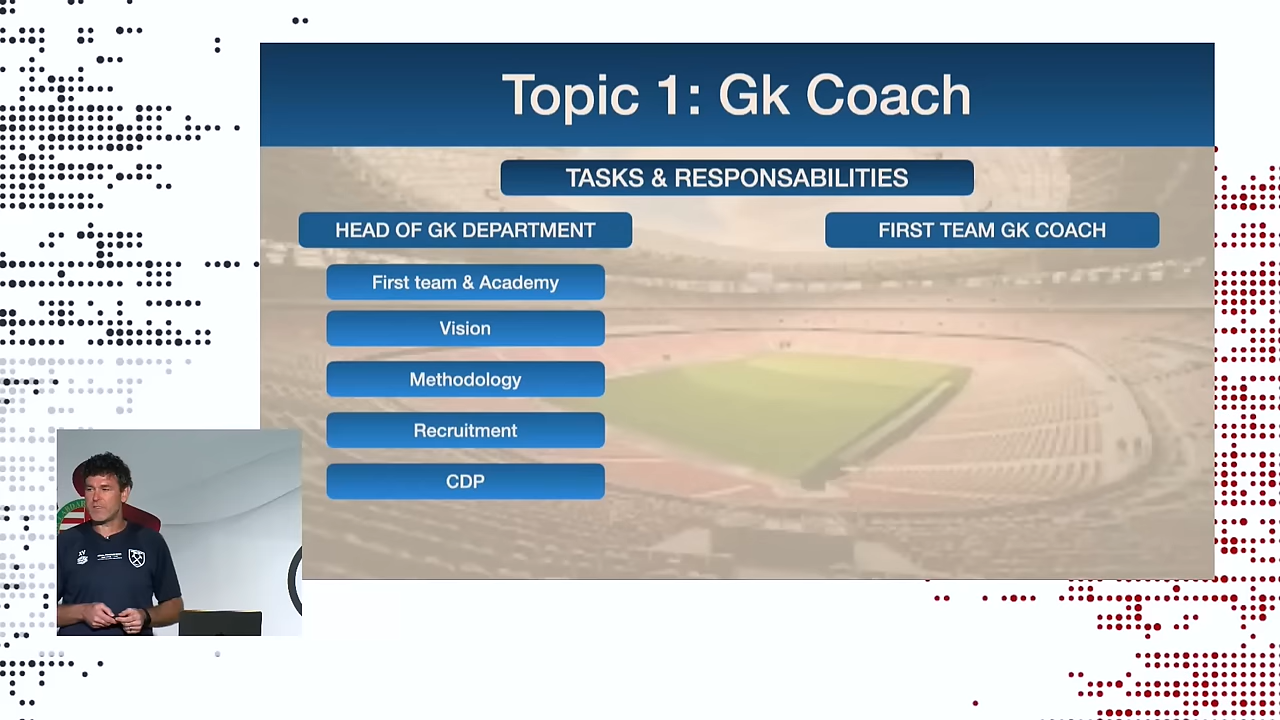 Topic 1: Gk Coach
TASKS & RESPONSABILITIES
HEAD OF GK DEPARTMENT
FIRST TEAM GK COACH
First team & Academy
Vision
Methodology
Recruitment
CDP
XV